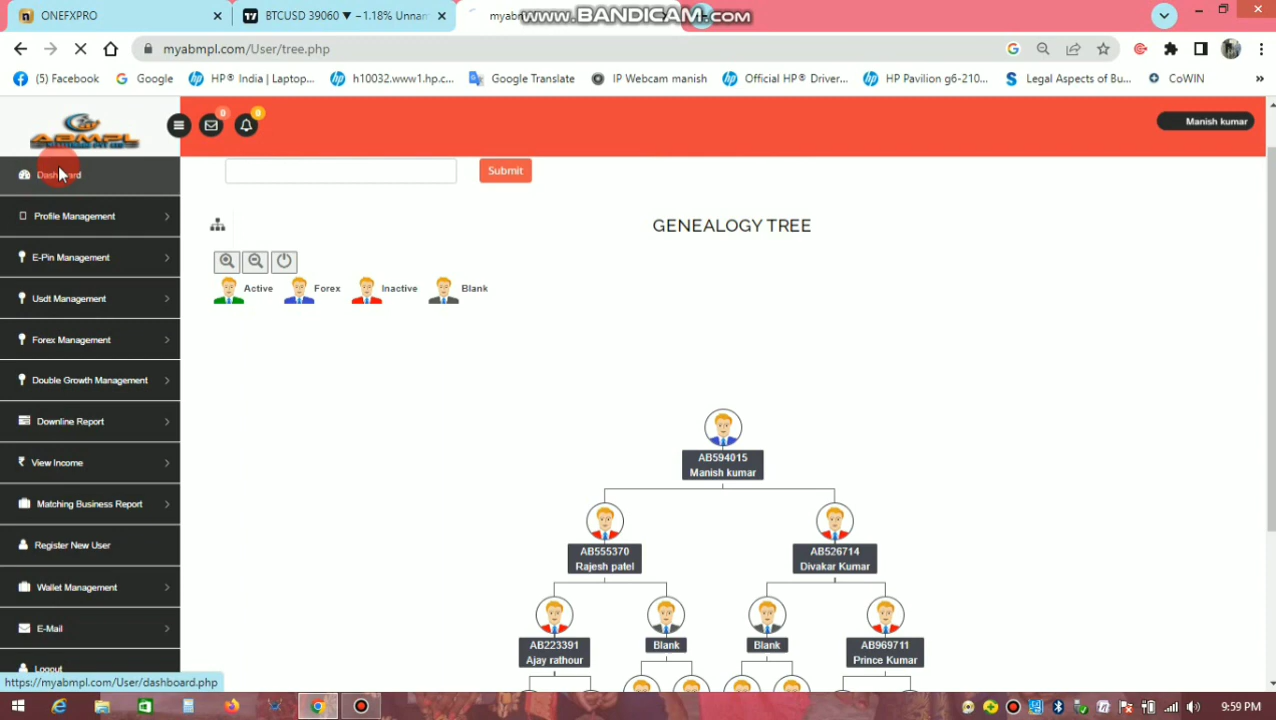 ONEFXPRO
BTCUSD 39060 ▼ −1.18% Unnam
myabm
www.BANDICAM.com
myabmpl.com/User/tree.php
(5) Facebook
Google
HP® India | Laptop...
h10032.www1.hp.c...
Google Translate
IP Webcam manish
Official HP® Driver...
HP Pavilion g6-210...
Legal Aspects of Bu...
CoWIN
»
ABMPL
0
0
Manish kumar
Dashboard
Submit
Profile Management
GENEALOGY TREE
E-Pin Management
Active
Forex
Inactive
Blank
Usdt Management
Forex Management
Double Growth Management
Downline Report
View Income
Matching Business Report
Register New User
Wallet Management
E-Mail
Logout
AB594015
Manish kumar
AB555370
Rajesh patel
AB526714
Divakar Kumar
AB223391
Ajay rathour
Blank
Blank
AB969711
Prince Kumar
https://myabmpl.com/User/dashboard.php
9:59 PM